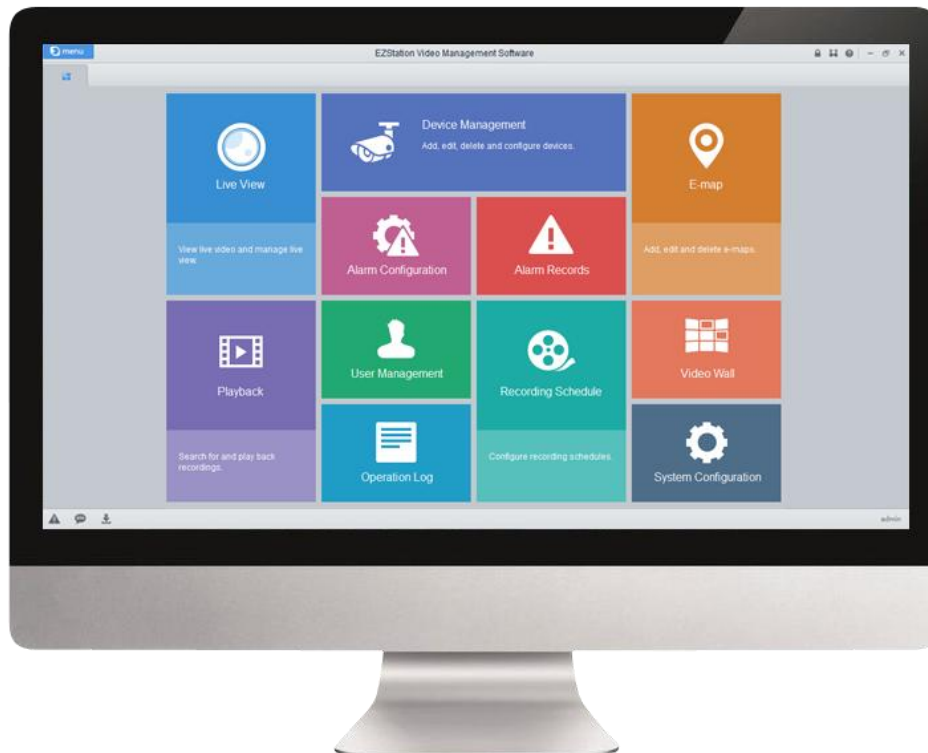 menu
EZStation Video Management Software
Live View
View live video and manage live
view.
Device Management
Add, edit, delete and configure devices.
E-map
Add, edit and delete e-maps.
Alarm Configuration
Alarm Records
Playback
Search for and play back
recordings.
User Management
Recording Schedule
Configure recording schedules.
Video Wall
Operation Log
System Configuration
admin